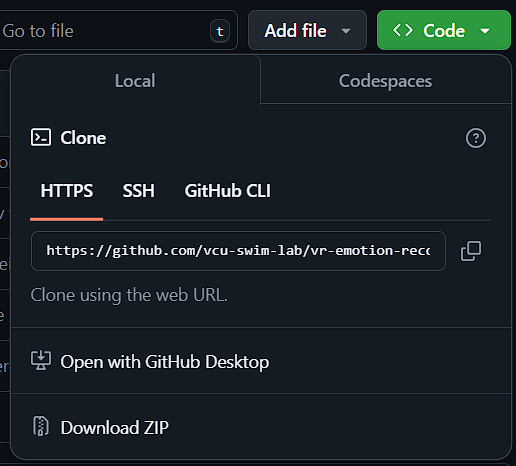 Go to file t Add file Code
Local Codespaces
Clone
HTTPS SSH GitHub CLI
https://github.com/vcu-swim-lab/vr-emotion-reco
Clone using the web URL.
Open with GitHub Desktop
Download ZIP